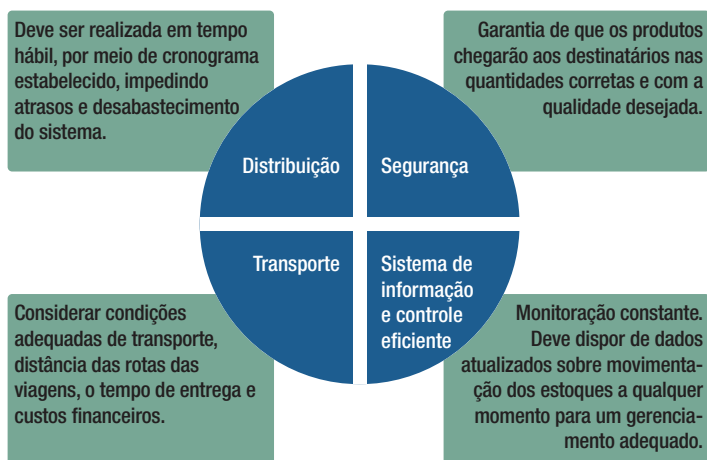 Deve ser realizada em tempo
hábil, por meio de cronograma
estabelecido, impedindo
atrasos e desabastecimento
do sistema.
Garantia de que os produtos
chegarão aos destinatários nas
quantidades corretas e com a
qualidade desejada.
Distribuição
Segurança
Transporte
Sistema de
informação
e controle
eficiente
Considerar condições
adequadas de transporte,
distância das rotas das
viagens, o tempo de entrega e
custos financeiros.
Monitoração constante.
Deve dispor de dados
atualizados sobre movimenta-
ção dos estoques a qualquer
momento para um gerencia-
mento adequado.